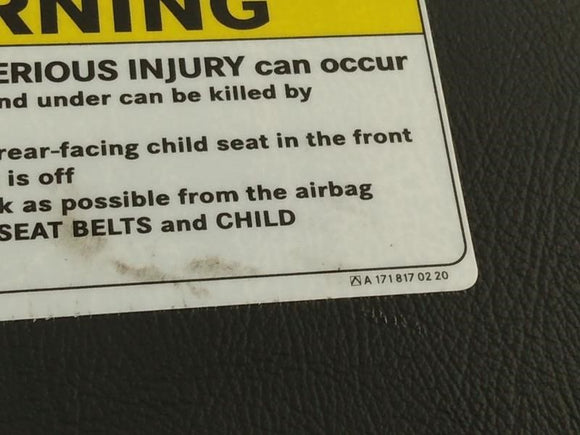 RNING
ERIOUS INJURY can occur
nd under can be killed by
rear-facing child seat in the front
is off
k as possible from the airbag
SEAT BELTS and CHILD
A 171 817 02 20